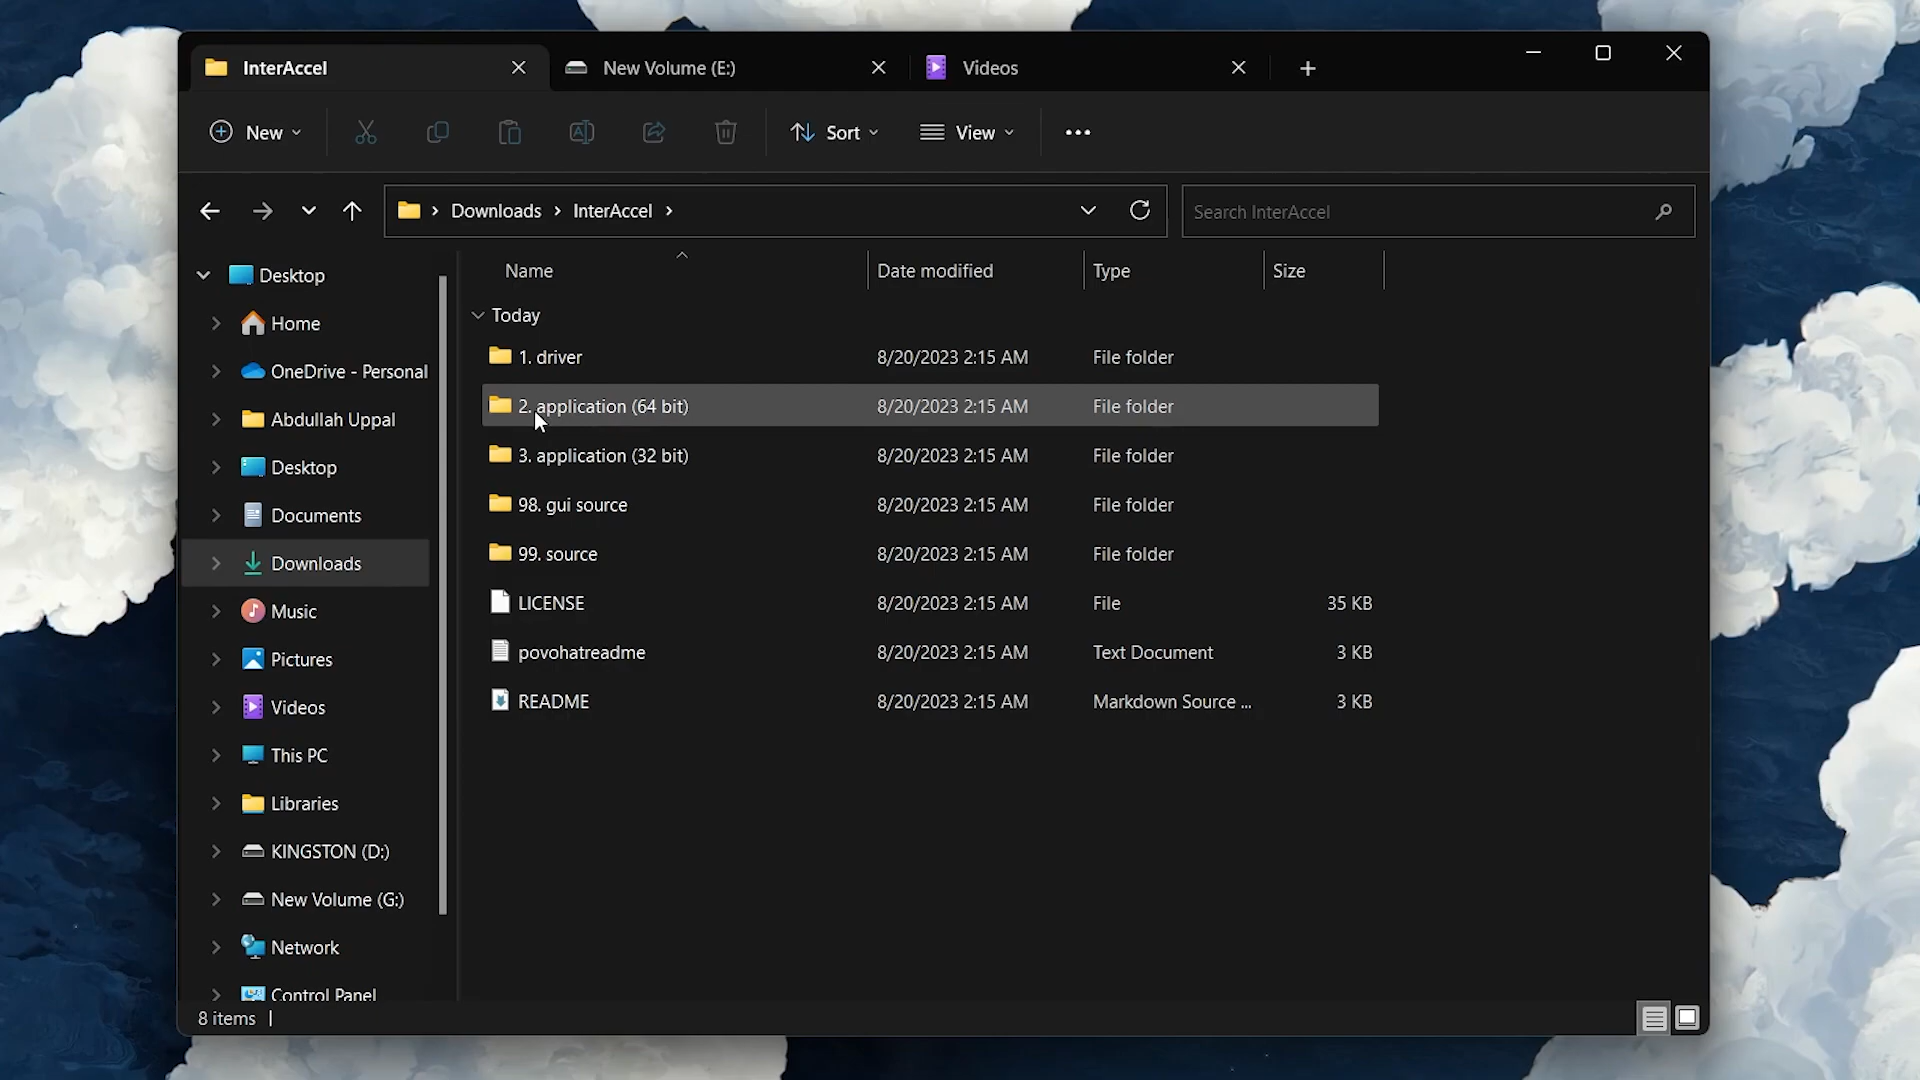 InterAccel
New Volume (E:)
Videos
New
Sort
View
Downloads > InterAccel >
Search InterAccel
Name Date modified Type Size
Today
1. driver 8/20/2023 2:15 AM File folder
2. application (64 bit) 8/20/2023 2:15 AM File folder
3. application (32 bit) 8/20/2023 2:15 AM File folder
98. gui source 8/20/2023 2:15 AM File folder
99. source 8/20/2023 2:15 AM File folder
LICENSE 8/20/2023 2:15 AM File 35 KB
povohatreadme 8/20/2023 2:15 AM Text Document 3 KB
README 8/20/2023 2:15 AM Markdown Source ... 3 KB
Desktop
Home
OneDrive - Personal
Abdullah Uppal
Desktop
Documents
Downloads
Music
Pictures
Videos
This PC
Libraries
KINGSTON (D:)
New Volume (G:)
Network
Control Panel
8 items